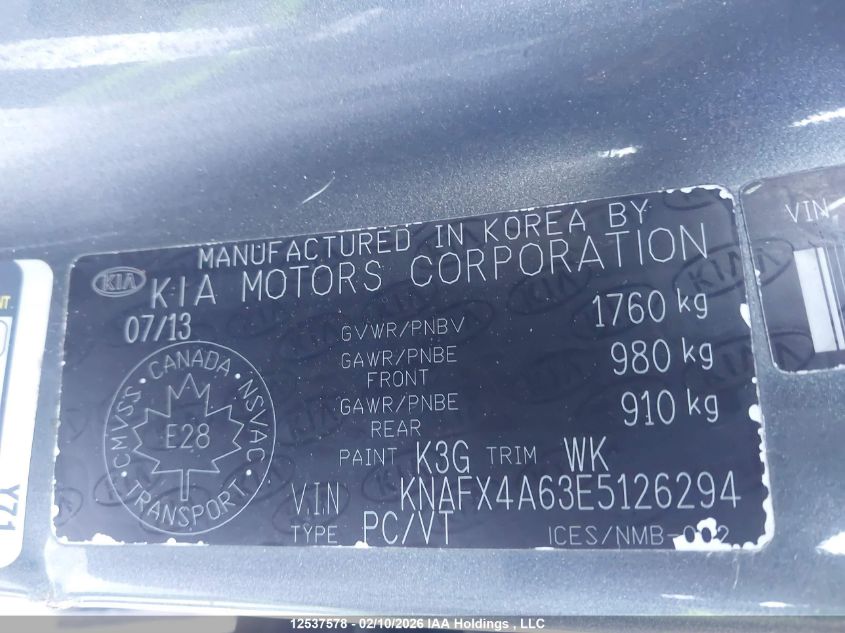 MANUFACTURED IN KOREA BY
KIA
KIA MOTORS CORPORATION
07/13
GVWR/PNBV 1760 kg
GAWR/PNBE FRONT 980 kg
GAWR/PNBE REAR 910 kg
PAINT K3G TRIM WK
V.I.N KNAFX4A63E5126294
TYPE PC/VT
ICES/NMB-002
CANADA
CMVSS · NSVAC
E28
TRANSPORT
VIN
Y71
12537578 - 02/10/2026 IAA Holdings , LLC